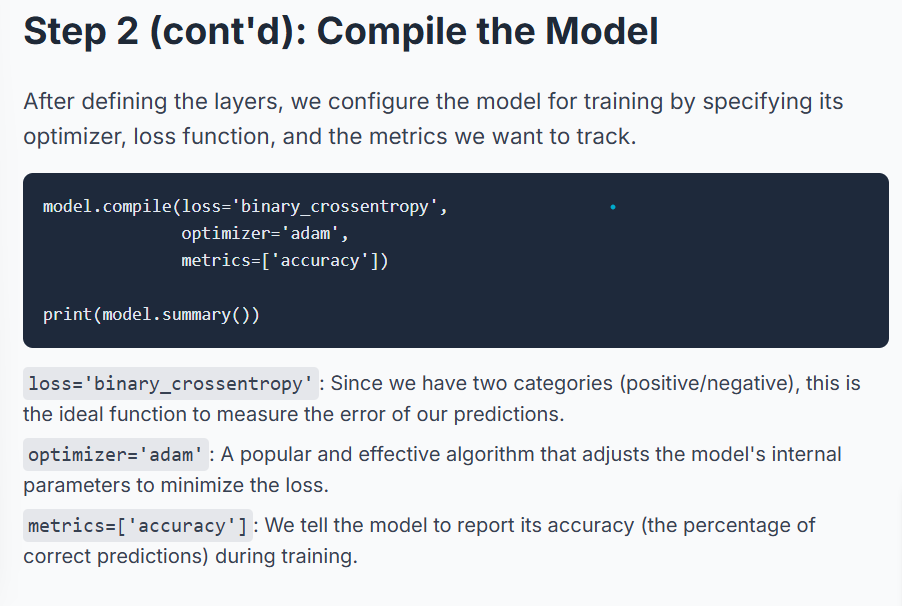 Step 2 (cont'd): Compile the Model
After defining the layers, we configure the model for training by specifying its
optimizer, loss function, and the metrics we want to track.
model.compile(loss='binary_crossentropy',
              optimizer='adam',
              metrics=['accuracy'])
print(model.summary())
loss='binary_crossentropy': Since we have two categories (positive/negative), this is
the ideal function to measure the error of our predictions.
optimizer='adam': A popular and effective algorithm that adjusts the model's internal
parameters to minimize the loss.
metrics=['accuracy']: We tell the model to report its accuracy (the percentage of
correct predictions) during training.